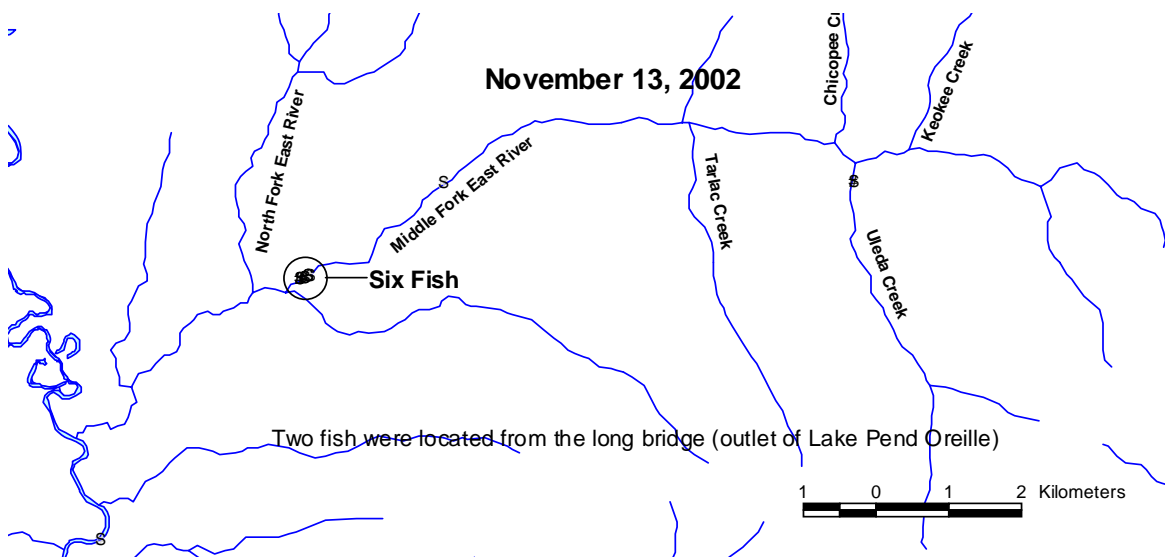 November 13, 2002
Chicopee C
Keokee Creek
North Fork East River
S
Middle Fork East River
Tarlac Creek
Uleda Creek
Six Fish
Two fish were located from the long bridge (outlet of Lake Pend Oreille)
1 0 1 2 Kilometers
S